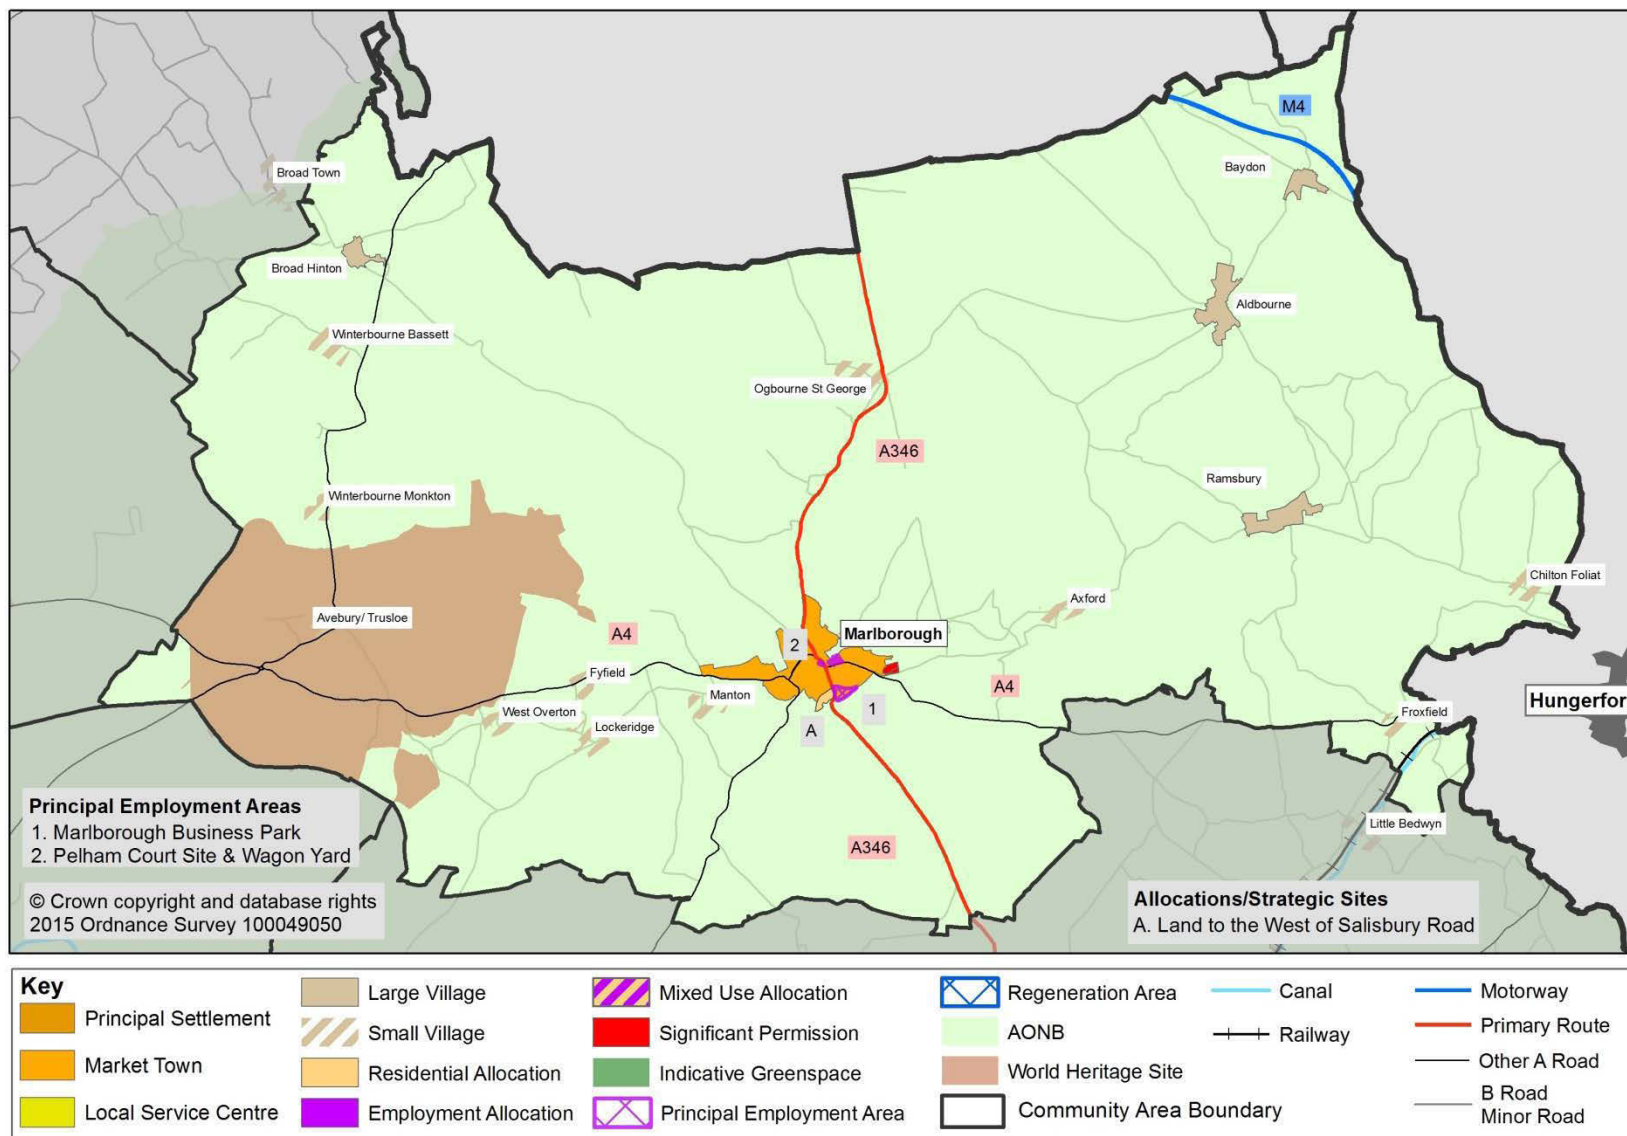 M4
Baydon
Broad Town
Broad Hinton
Aldbourne
Winterbourne Bassett
Ogbourne St George
A346
Ramsbury
Winterbourne Monkton
Chilton Foliat
Axford
Avebury/ Trusloe
A4
2
Marlborough
Fyfield
Manton
A4
1
West Overton
Lockeridge
A
Froxfield
Hungerfor
Little Bedwyn
A346
Principal Employment Areas
1. Marlborough Business Park
2. Pelham Court Site & Wagon Yard
© Crown copyright and database rights
2015 Ordnance Survey 100049050
Allocations/Strategic Sites
A. Land to the West of Salisbury Road
Key
Principal Settlement
Market Town
Local Service Centre
Large Village
Small Village
Residential Allocation
Employment Allocation
Mixed Use Allocation
Significant Permission
Indicative Greenspace
Principal Employment Area
Regeneration Area
AONB
World Heritage Site
Community Area Boundary
Canal
Railway
Motorway
Primary Route
Other A Road
B Road
Minor Road